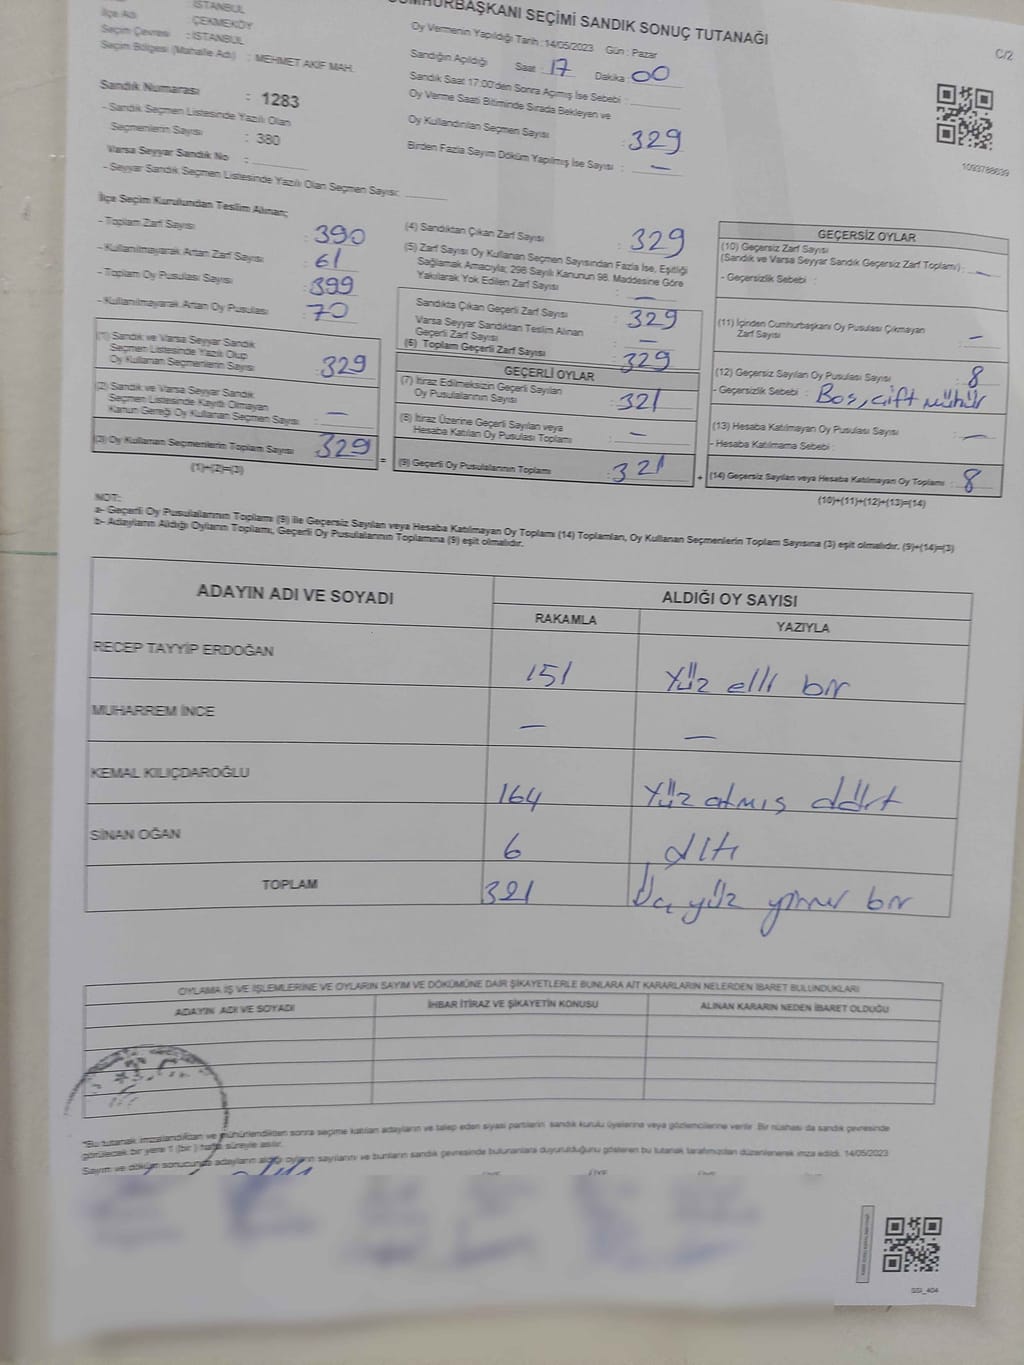 CUMHURBAŞKANI SEÇİMİ SANDIK SONUÇ TUTANAĞI
C/2
: İSTANBUL
İlçe Adı : ÇEKMEKÖY
Seçim Çevresi : İSTANBUL
Seçim Bölgesi (Mahalle Adı) : MEHMET AKİF MAH.
Sandık Numarası : 1283
- Sandık Seçmen Listesinde Yazılı Olan
Seçmenlerin Sayısı : 380
Varsa Seyyar Sandık No :
- Seyyar Sandık Seçmen Listesinde Yazılı Olan Seçmen Sayısı:
Oy Vermenin Yapıldığı Tarih : 14/05/2023 Gün : Pazar
Sandığın Açıldığı Saat : 17 Dakika : 00
Sandık Saat 17:00'den Sonra Açımış İse Sebebi :
Oy Verme Saati Bitiminde Sırada Bekleyen ve
Oy Kullandırılan Seçmen Sayısı : 329
Birden Fazla Sayım Döküm Yapılmış İse Sayısı : —
1093788639
İlçe Seçim Kurulundan Teslim Alınan;
- Toplam Zarf Sayısı : 390
- Kullanılmayarak Artan Zarf Sayısı : 61
- Toplam Oy Pusulası Sayısı : 399
- Kullanılmayarak Artan Oy Pusulası : 70
(1) Sandık ve Varsa Seyyar Sandık
Seçmen Listesinde Yazılı Olup
Oy Kullanan Seçmenlerin Sayısı : 329
(2) Sandık ve Varsa Seyyar Sandık
Seçmen Listesinde Kayıtlı Olmayan
Kanun Gereği Oy Kullanan Seçmen Sayısı : —
(3) Oy Kullanan Seçmenlerin Toplam Sayısı : 329
(1)+(2)=(3)
=
(4) Sandıktan Çıkan Zarf Sayısı : 329
(5) Zarf Sayısı Oy Kullanan Seçmen Sayısından Fazla İse, Eşitliği
Sağlamak Amacıyla; 298 Sayılı Kanunun 98. Maddesine Göre
Yakılarak Yok Edilen Zarf Sayısı : —
Sandıkta Çıkan Geçerli Zarf Sayısı : 329
Varsa Seyyar Sandıktan Teslim Alınan
Geçerli Zarf Sayısı : —
(6) Toplam Geçerli Zarf Sayısı : 329
GEÇERLİ OYLAR
(7) İtiraz Edilmeksizin Geçerli Sayılan
Oy Pusulasının Sayısı : 321
(8) İtiraz Üzerine Geçerli Sayılan veya
Hesaba Katılan Oy Pusulası Toplamı : —
(9) Geçerli Oy Pusulalarının Toplamı : 321
+
GEÇERSİZ OYLAR
(10) Geçersiz Zarf Sayısı
(Sandık ve Varsa Seyyar Sandık Geçersiz Zarf Toplamı) : —
- Geçersizlik Sebebi :
(11) İçinden Cumhurbaşkanı Oy Pusulası Çıkmayan
Zarf Sayısı : —
(12) Geçersiz Sayılan Oy Pusulası Sayısı : 8
- Geçersizlik Sebebi : Boş, çift mühür
(13) Hesaba Katılmayan Oy Pusulası Sayısı : —
- Hesaba Katılmama Sebebi :
(14) Geçersiz Sayılan veya Hesaba Katılmayan Oy Toplamı : 8
(10)+(11)+(12)+(13)=(14)
NOT:
a- Geçerli Oy Pusulalarının Toplamı (9) ile Geçersiz Sayılan veya Hesaba Katılmayan Oy Toplamı (14) Toplamları, Oy Kullanan Seçmenlerin Toplam Sayısına (3) eşit olmalıdır. (9)+(14)=(3)
b- Adayların Aldığı Oyların Toplamı, Geçerli Oy Pusulalarının Toplamına (9) eşit olmalıdır.
ADAYIN ADI VE SOYADI
ALDIĞI OY SAYISI
RAKAMLA YAZIYLA
RECEP TAYYİP ERDOĞAN 151 Yüz elli bir
MUHARREM İNCE — —
KEMAL KILIÇDAROĞLU 164 Yüz atmış dört
SİNAN OĞAN 6 altı
TOPLAM 321 Üç yüz yirmi bir
OYLAMA İŞ VE İŞLEMLERİNE VE OYLARIN SAYIM VE DÖKÜMÜNE DAİR ŞİKAYETLERLE BUNLARA AİT KARARLARIN NELERDEN İBARET BULUNDUKLARI
ADAYIN ADI VE SOYADI İHBAR İTİRAZ VE ŞİKAYETİN KONUSU ALINAN KARARIN NEDEN İBARET OLDUĞU
*Bu tutanak imzalandıktan ve mühürlendikten sonra seçime katılan adayların ve talep eden siyasi partilerin sandık kurulu üyelerine veya gözlemcilerine verilir. Bir nüshası da sandık çevresinde
görülecek bir yere 1 (bir) hafta süreyle asılır.
Sayım ve döküm sonucunda adayların aldığı oyların sayılarını ve bunların sandık çevresinde bulunanlara duyurulduğunu gösteren bu tutanak tarafımızdan düzenlenerek imza edildi. 14/05/2023
SSİ_404